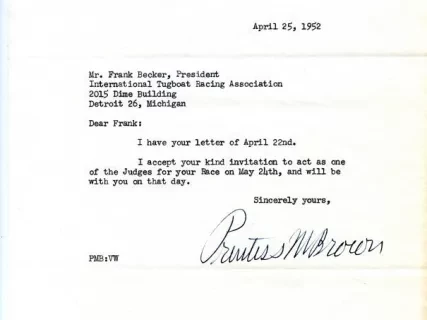 April 25, 1952
Mr. Frank Becker, President
International Tugboat Racing Association
2015 Dime Building
Detroit 26, Michigan
Dear Frank:
I have your letter of April 22nd.
I accept your kind invitation to act as one
of the Judges for your Race on May 24th, and will be
with you on that day.
Sincerely yours,
Prentiss M Brown
PMB:VW